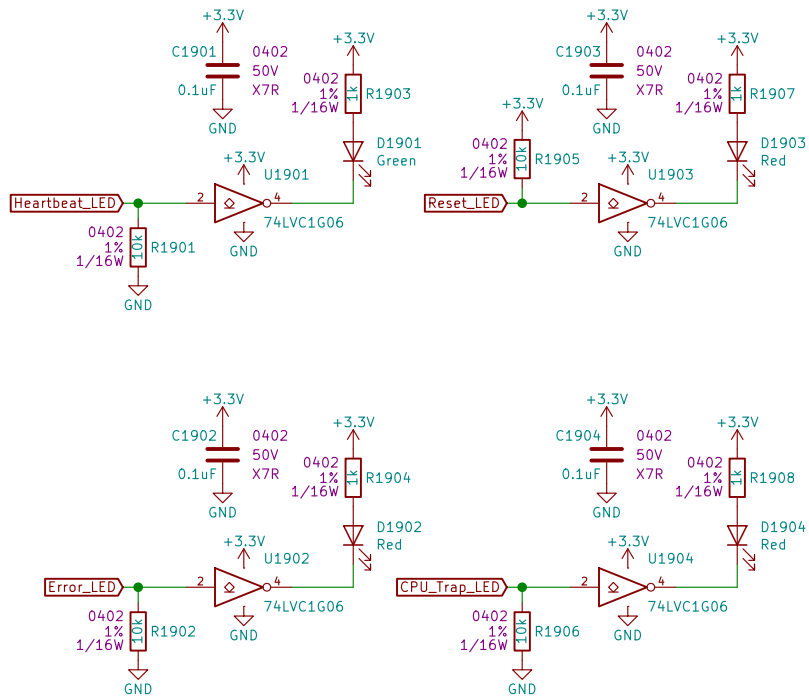 +3.3V
C1901
0402
50V
X7R
0.1uF
GND
+3.3V
0402
1%
1/16W
1k
R1903
D1901
Green
+3.3V
U1901
Heartbeat_LED
2
4
74LVC1G06
GND
0402
1%
1/16W
10k
R1901
GND
+3.3V
C1903
0402
50V
X7R
0.1uF
GND
+3.3V
0402
1%
1/16W
1k
R1907
D1903
Red
+3.3V
0402
1%
1/16W
10k
R1905
+3.3V
U1903
Reset_LED
2
4
74LVC1G06
GND
+3.3V
C1902
0402
50V
X7R
0.1uF
GND
+3.3V
0402
1%
1/16W
1k
R1904
D1902
Red
+3.3V
U1902
Error_LED
2
4
74LVC1G06
GND
0402
1%
1/16W
10k
R1902
GND
+3.3V
C1904
0402
50V
X7R
0.1uF
GND
+3.3V
0402
1%
1/16W
1k
R1908
D1904
Red
+3.3V
U1904
CPU_Trap_LED
2
4
74LVC1G06
GND
0402
1%
1/16W
10k
R1906
GND